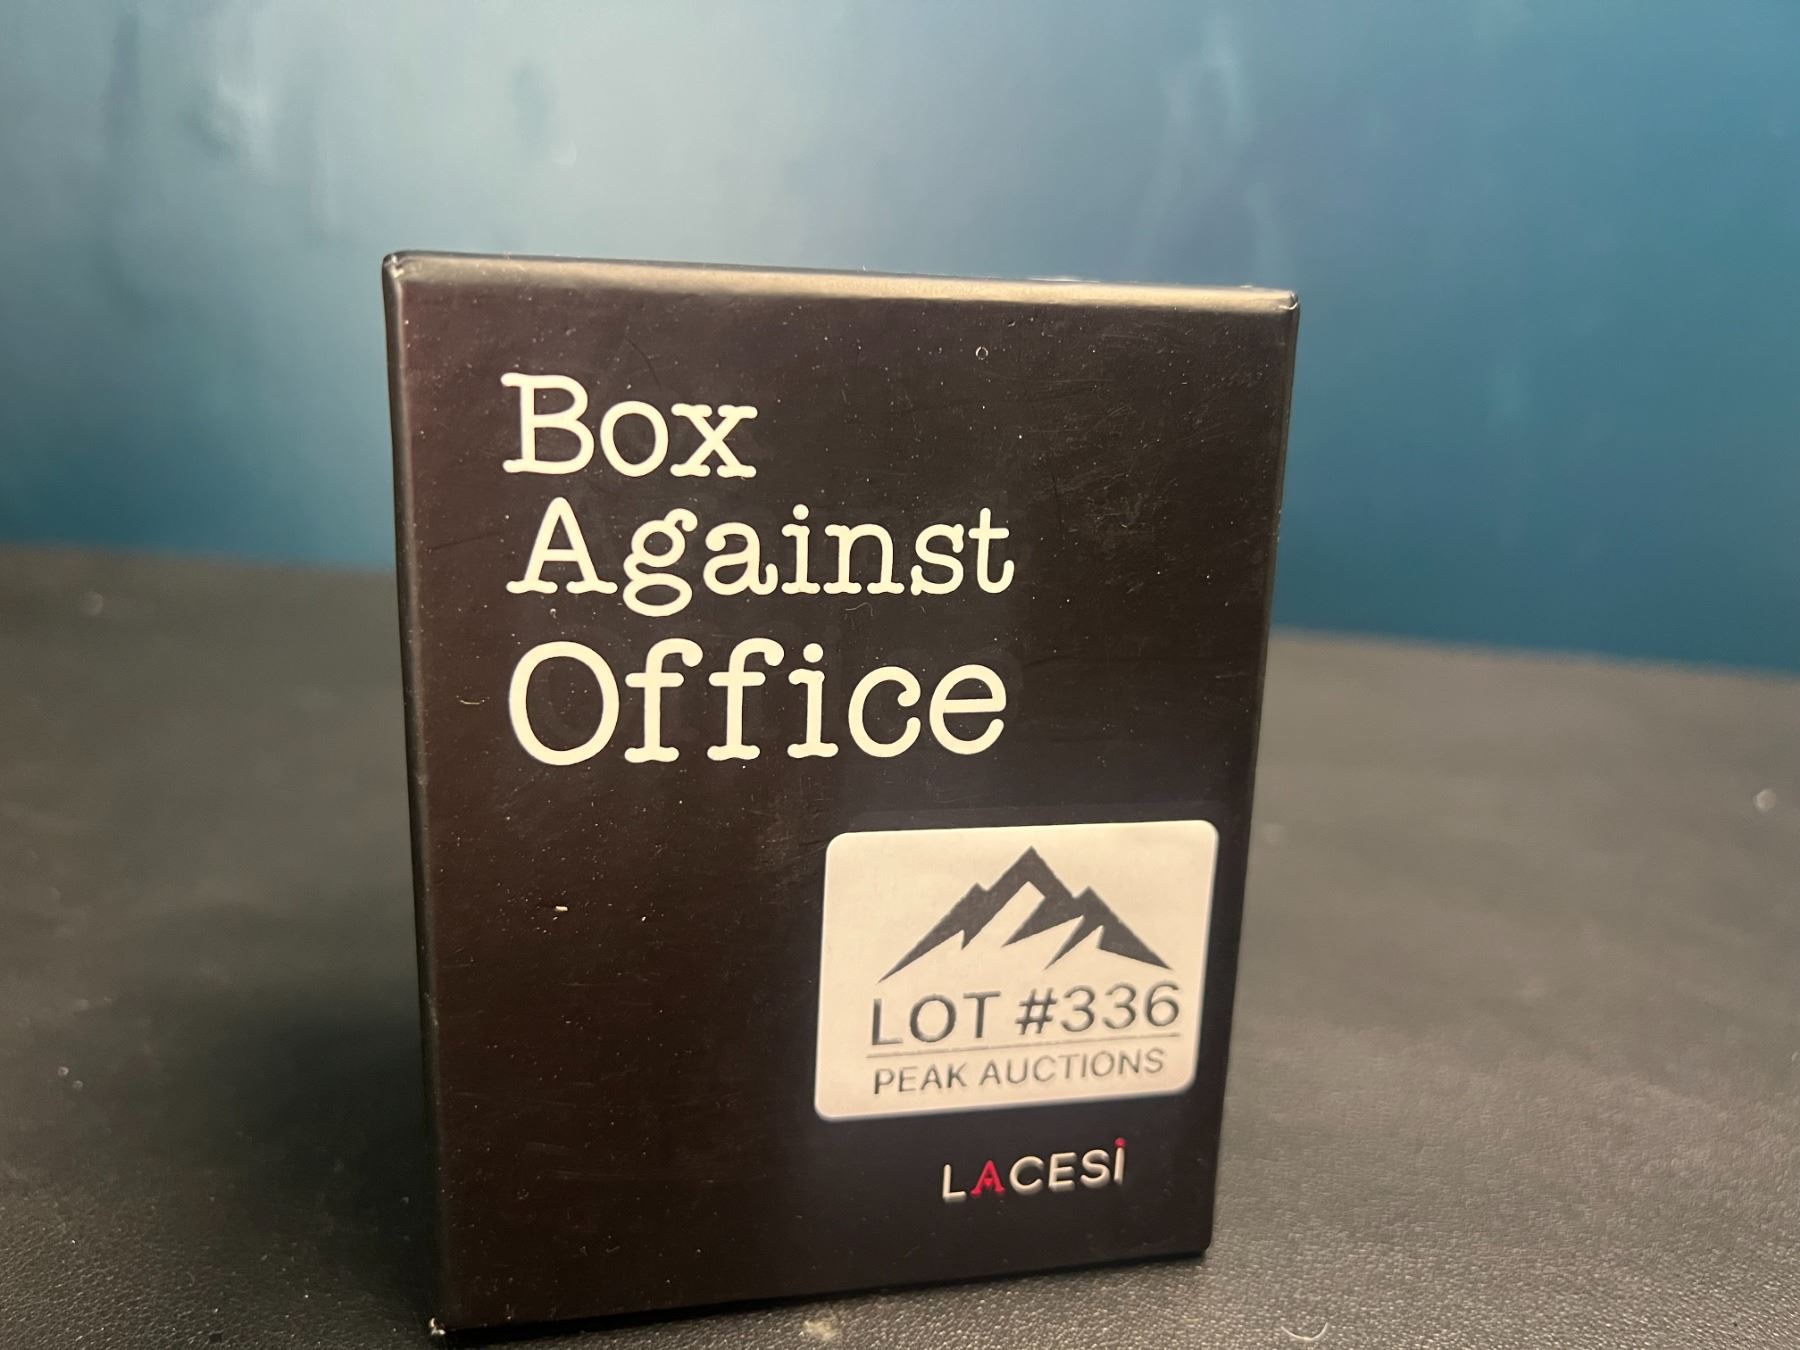 Box
Against
Office
LOT #336
PEAK AUCTIONS
LACESi